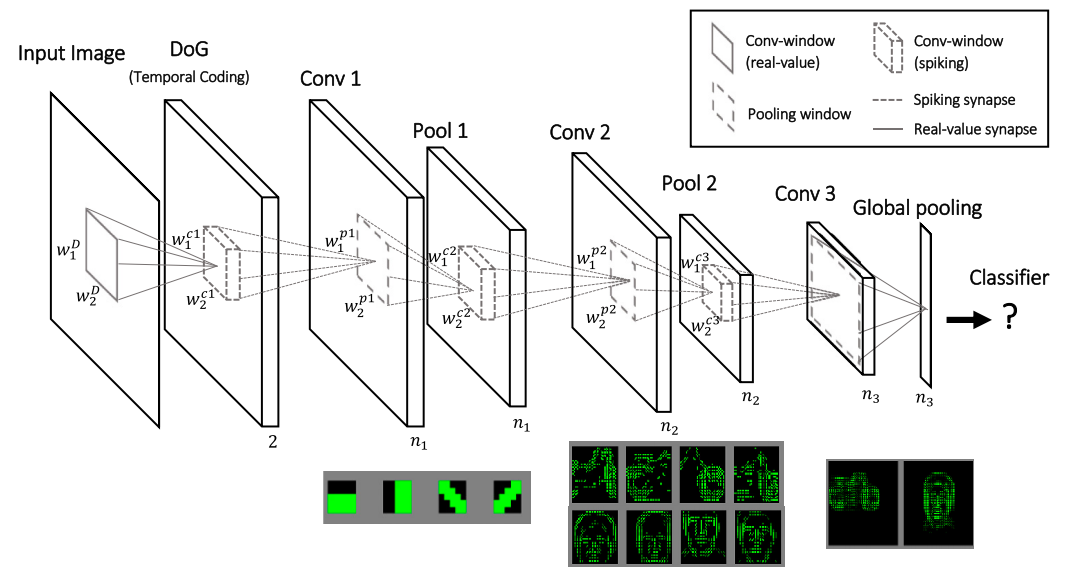 Input Image
DoG
(Temporal Coding)
Conv 1
Pool 1
Conv 2
Pool 2
Conv 3
Global pooling
Classifier
?
Conv-window
(real-value)
Conv-window
(spiking)
Pooling window
Spiking synapse
Real-value synapse
w₁ᴰ
w₂ᴰ
w₁ᶜ¹
w₂ᶜ¹
w₁ᵖ¹
w₂ᵖ¹
w₁ᶜ²
w₂ᶜ²
w₁ᵖ²
w₂ᵖ²
w₁ᶜ³
w₂ᶜ³
2
n₁
n₁
n₂
n₂
n₃
n₃